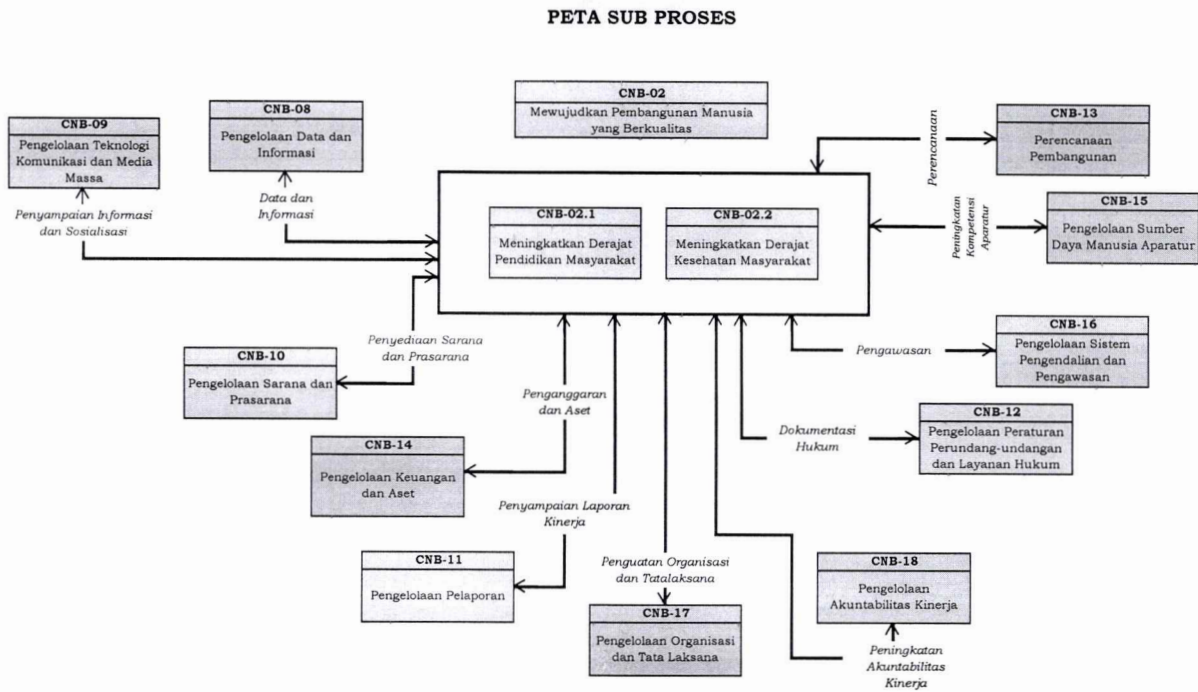 PETA SUB PROSES
CNB-02
Mewujudkan Pembangunan Manusia
yang Berkualitas
CNB-09
Pengelolaan Teknologi
Komunikasi dan Media
Massa
CNB-08
Pengelolaan Data dan
Informasi
CNB-13
Perencanaan
Pembangunan
Perencanaan
Penyampaian Informasi
dan Sosialisasi
Data dan
Informasi
CNB-02.1
Meningkatkan Derajat
Pendidikan Masyarakat
CNB-02.2
Meningkatkan Derajat
Kesehatan Masyarakat
Peningkatan
Kompetensi
Aparatur
CNB-15
Pengelolaan Sumber
Daya Manusia Aparatur
Penyediaan Sarana
dan Prasarana
CNB-10
Pengelolaan Sarana dan
Prasarana
Pengawasan
CNB-16
Pengelolaan Sistem
Pengendalian dan
Pengawasan
Penganggaran
dan Aset
CNB-14
Pengelolaan Keuangan
dan Aset
Dokumentasi
Hukum
CNB-12
Pengelolaan Peraturan
Perundang-undangan
dan Layanan Hukum
Penyampaian Laporan
Kinerja
CNB-11
Pengelolaan Pelaporan
Penguatan Organisasi
dan Tatalaksana
CNB-17
Pengelolaan Organisasi
dan Tata Laksana
CNB-18
Pengelolaan
Akuntabilitas Kinerja
Peningkatan
Akuntabilitas
Kinerja